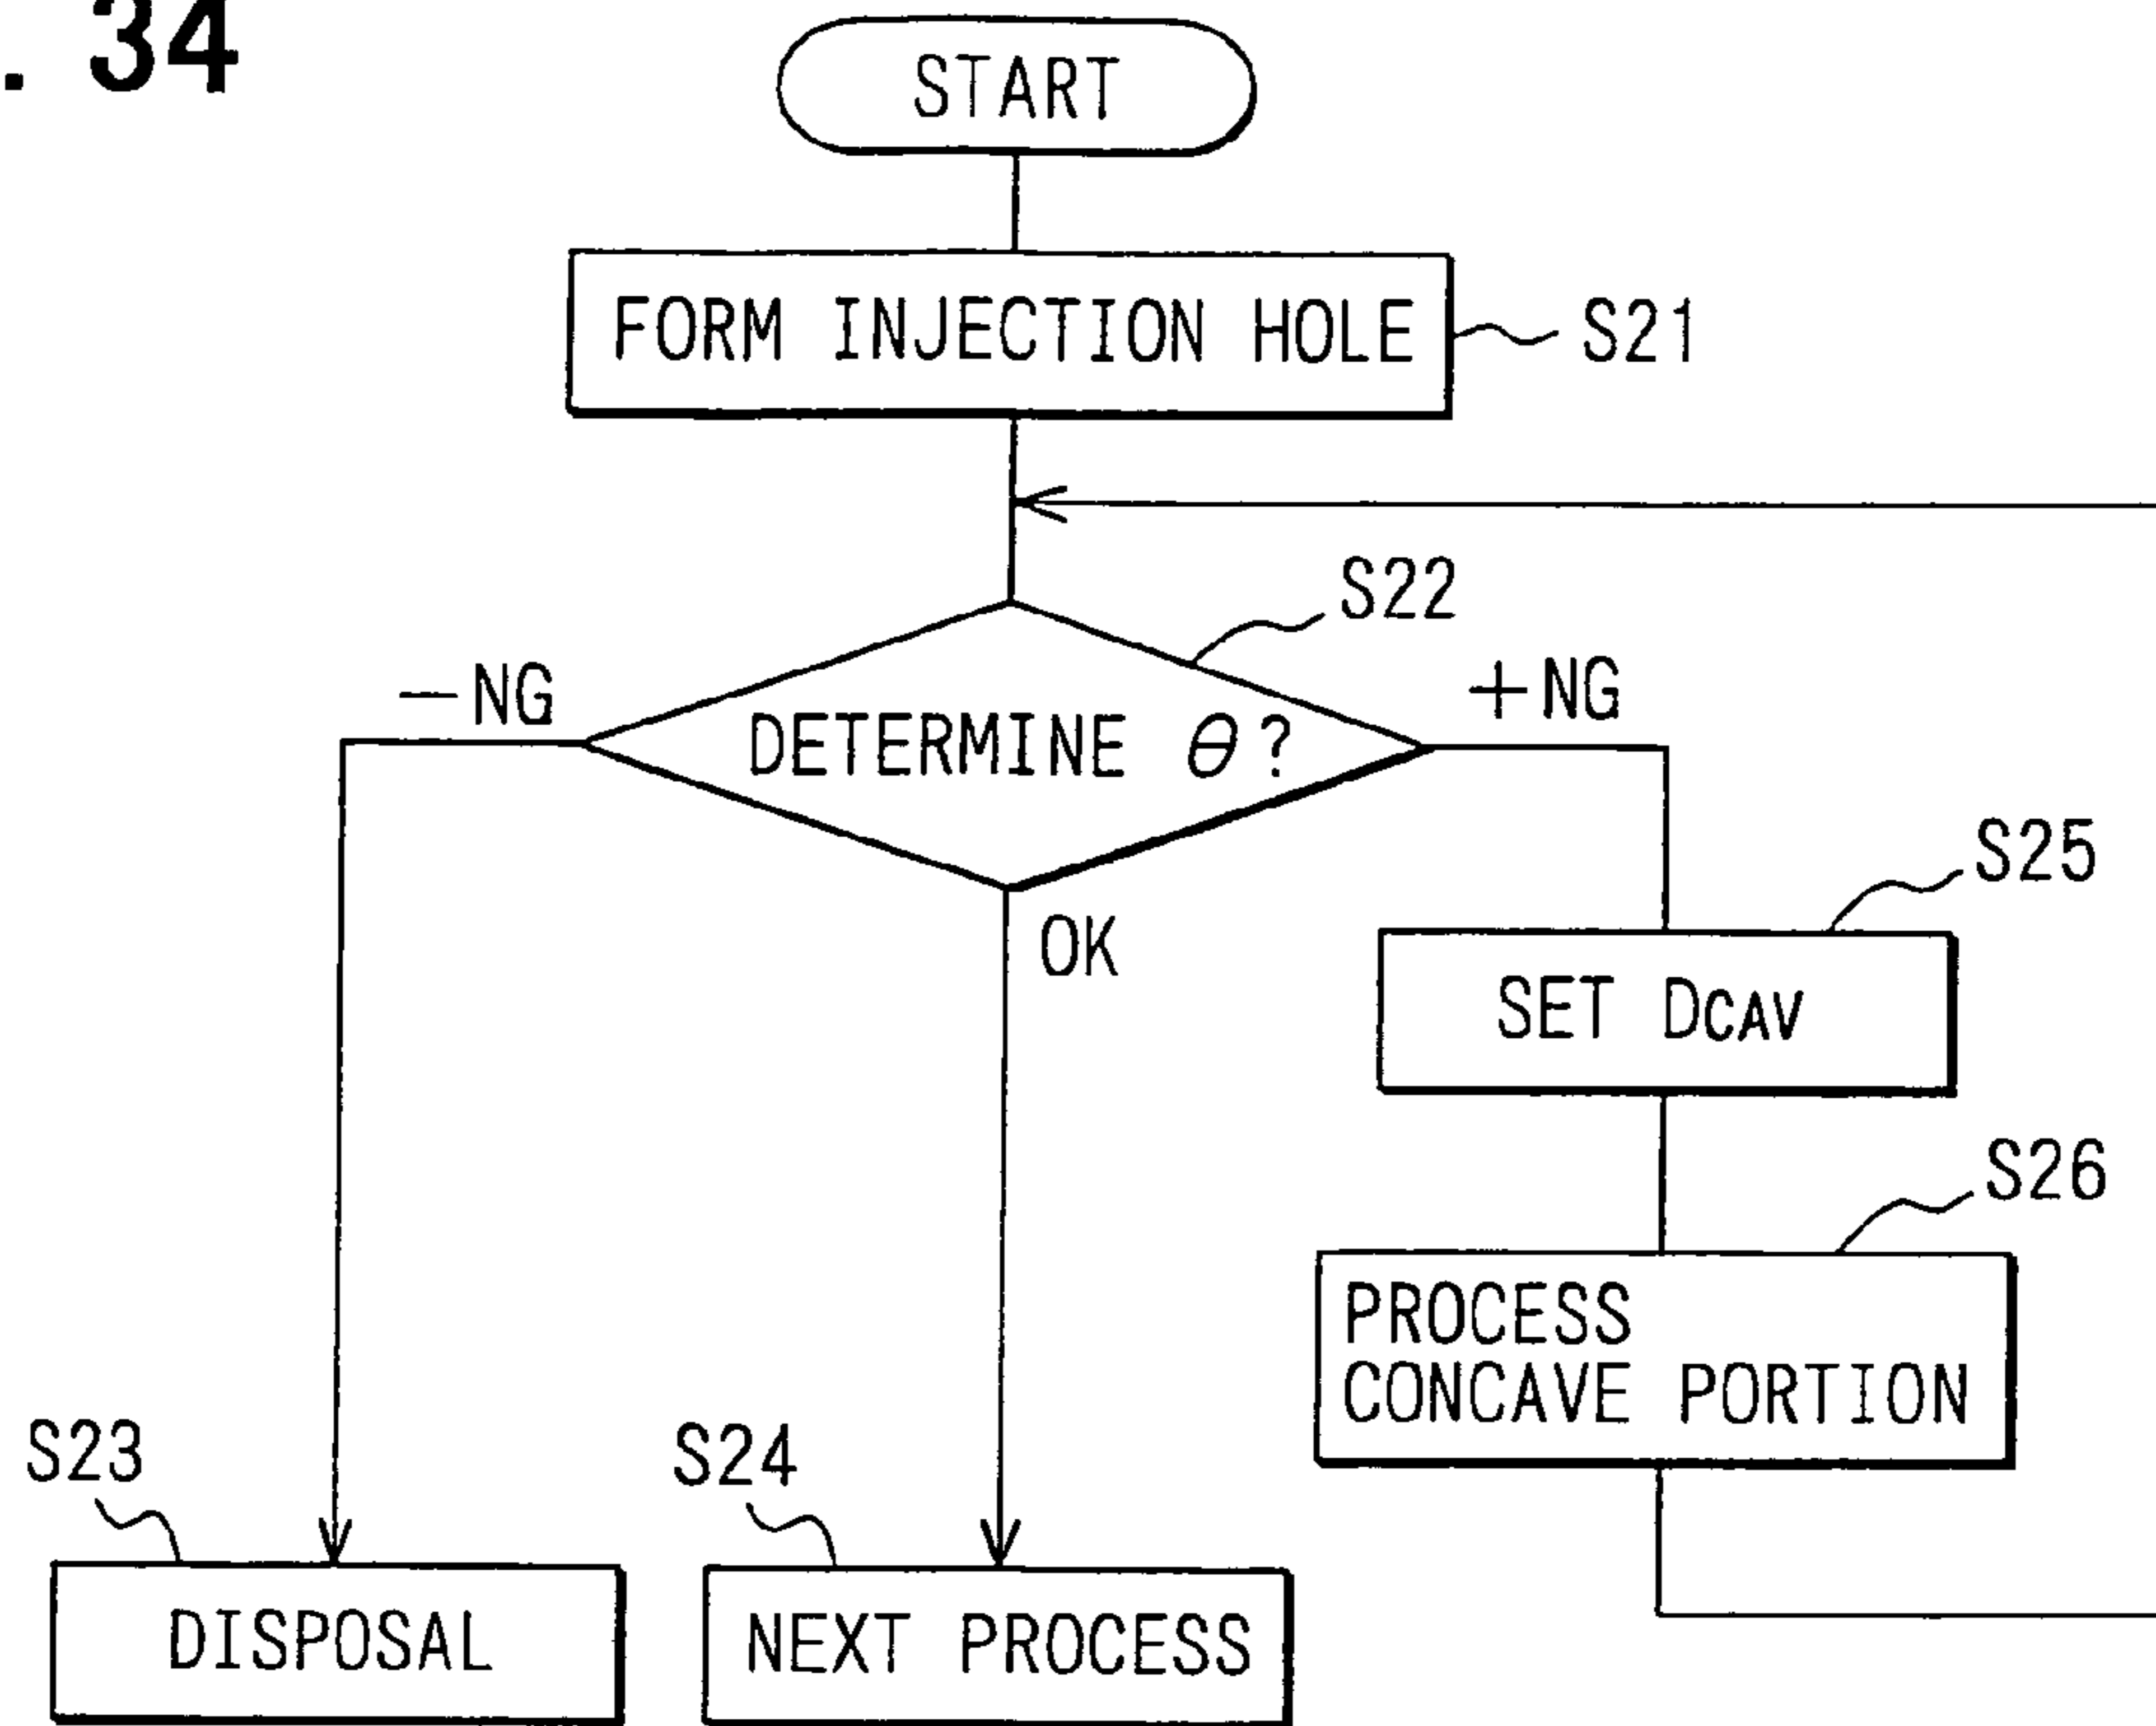 . 34
START
FORM INJECTION HOLE
S21
S22
−NG
+NG
DETERMINE θ?
S25
OK
SET DCAV
S26
PROCESS
CONCAVE PORTION
S23
S24
DISPOSAL
NEXT PROCESS